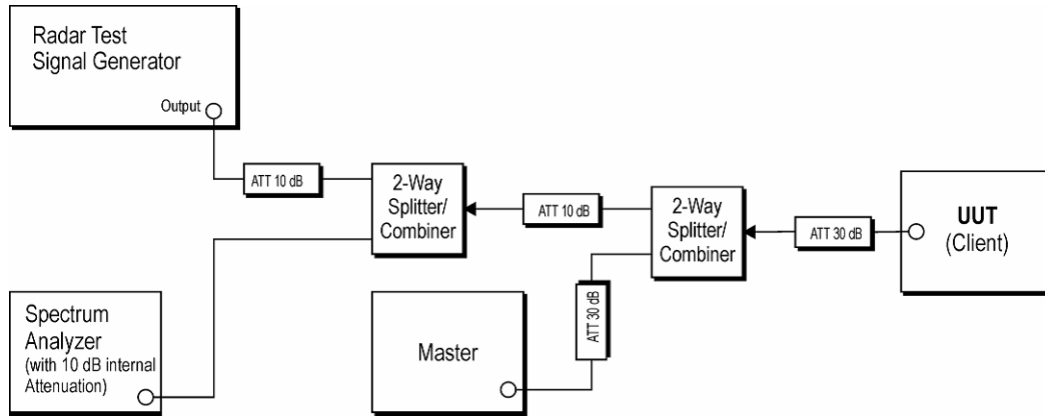 Radar Test
Signal Generator
Output
ATT 10 dB
2-Way
Splitter/
Combiner
ATT 10 dB
2-Way
Splitter/
Combiner
ATT 30 dB
UUT
(Client)
Spectrum
Analyzer
(with 10 dB internal
Attenuation)
Master
ATT 30 dB